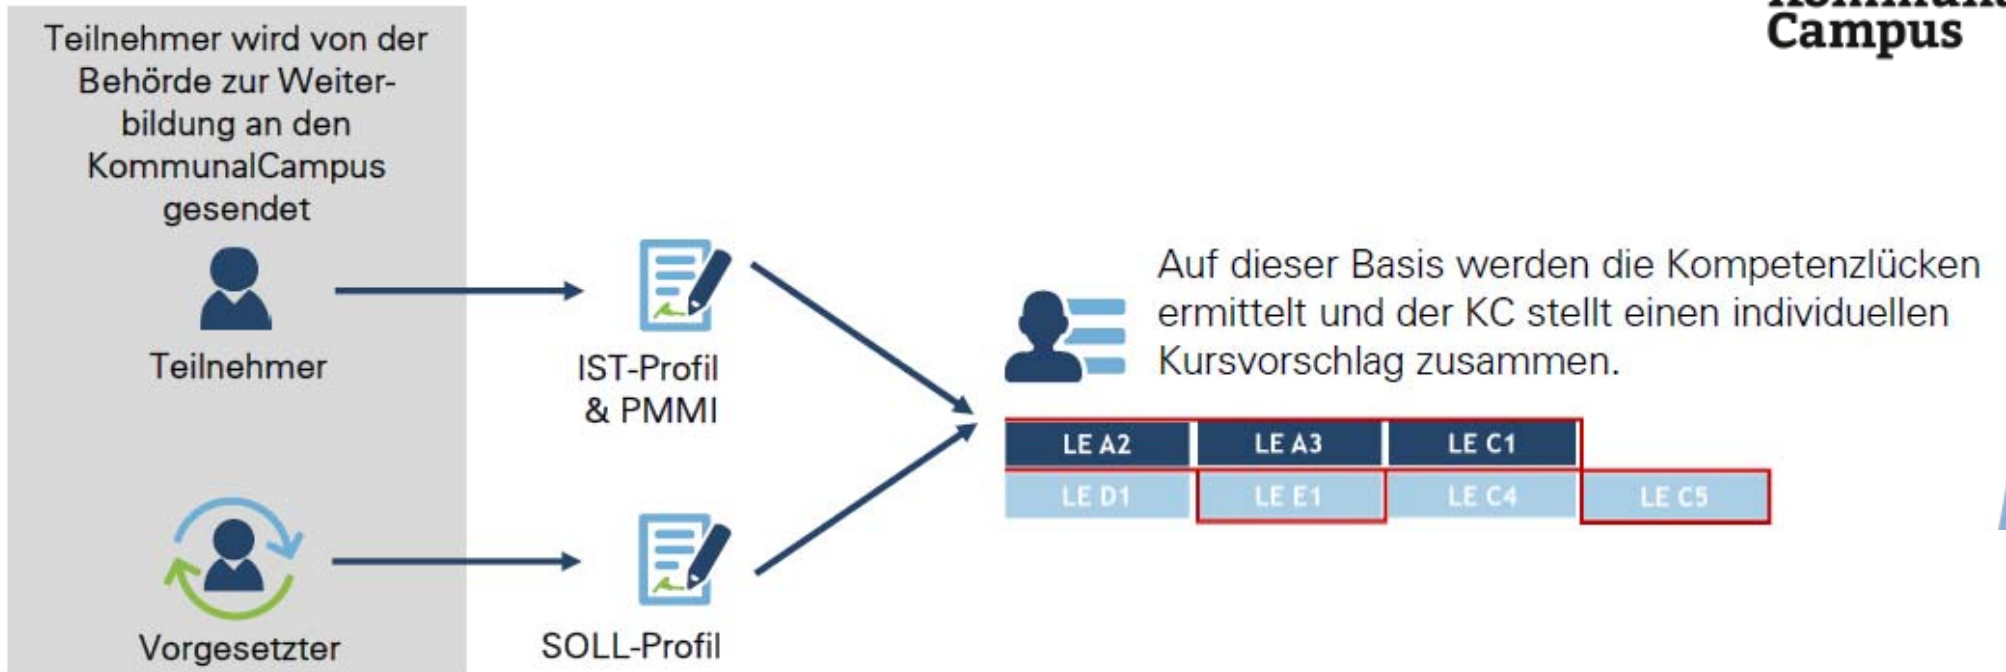 Campus
Teilnehmer wird von der
Behörde zur Weiter-
bildung an den
KommunalCampus
gesendet
Teilnehmer
IST-Profil
& PMMI
Auf dieser Basis werden die Kompetenzlücken
ermittelt und der KC stellt einen individuellen
Kursvorschlag zusammen.
LE A2 LE A3 LE C1
LE D1 LE E1 LE C4 LE C5
Vorgesetzter
SOLL-Profil